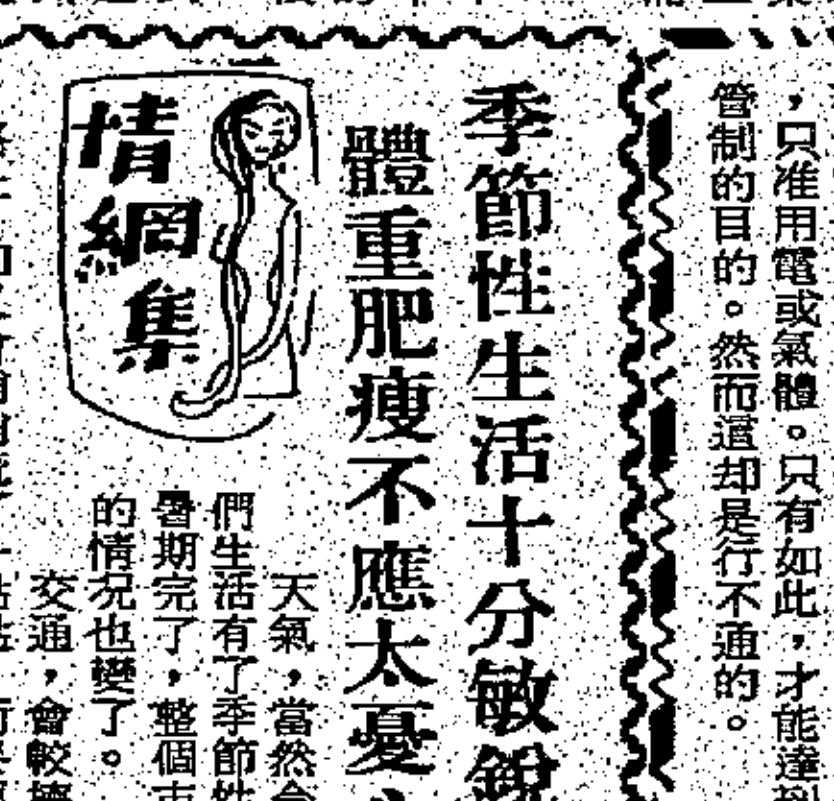 ，只准用電或氣體。只有如此，才能達到
管制的目的。然而這却是行不通的。
季節性生活十分敏銳
體重肥瘦不應太憂
情網集
天氣，當然會
們生活有了季節性
暑期完了，整個市
的情況也變了。
交通，會較擠